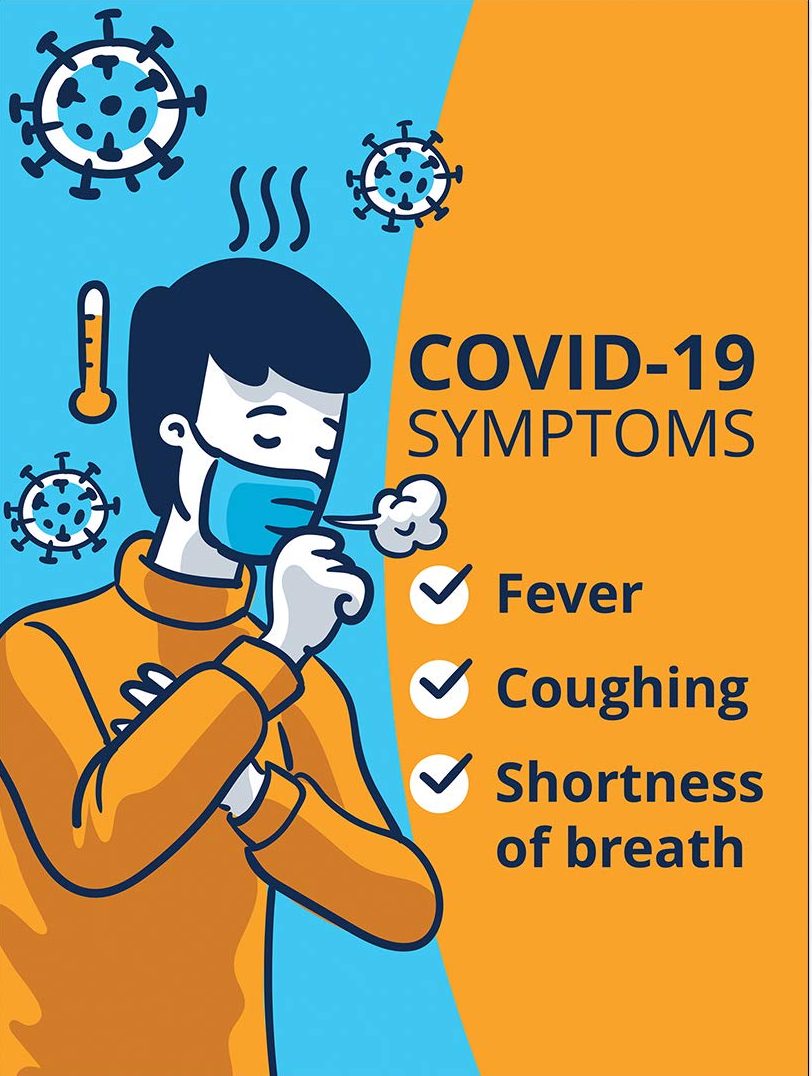 COVID-19
SYMPTOMS
Fever
Coughing
Shortness
of breath